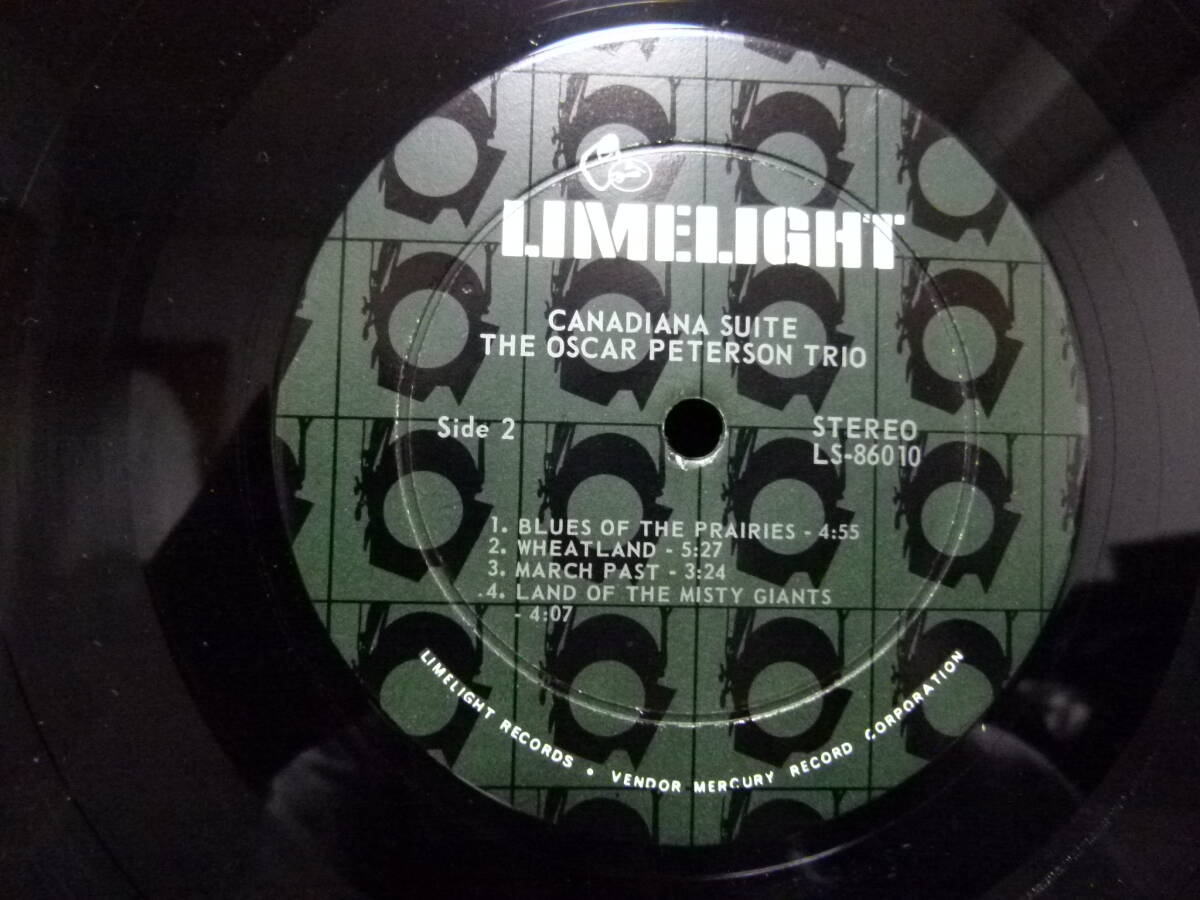 LIMELIGHT
CANADIANA SUITE
THE OSCAR PETERSON TRIO
Side 2
STEREO
LS-86010
1. BLUES OF THE PRAIRIES - 4:55
2. WHEATLAND - 5:27
3. MARCH PAST - 3:24
4. LAND OF THE MISTY GIANTS
- 4:07
LIMELIGHT RECORDS • VENDOR MERCURY RECORD CORPORATION